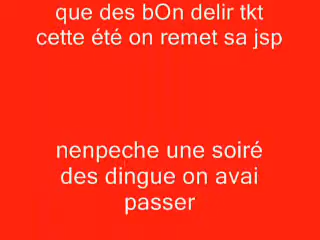 que des bOn delir tkt
cette été on remet sa jsp
nenpeche une soiré
des dingue on avai
passer